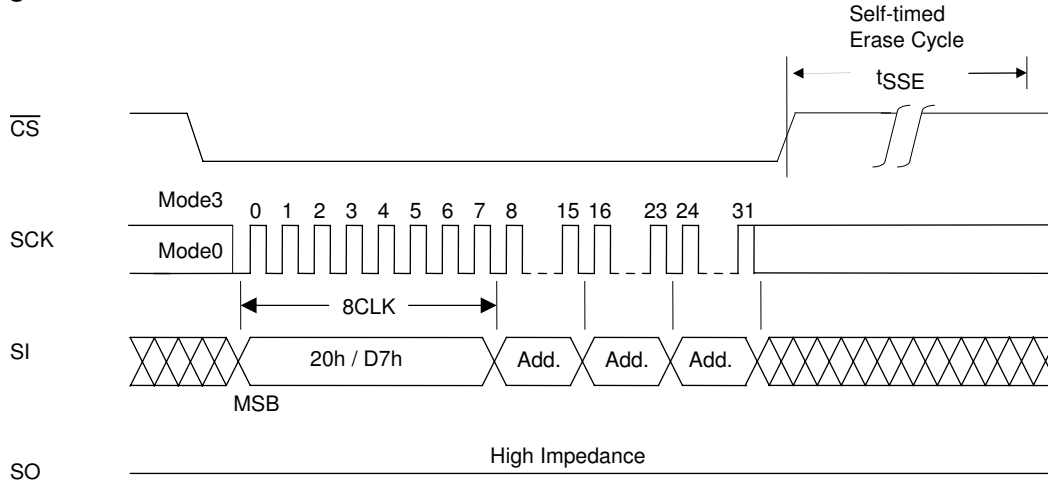 Self-timed
Erase Cycle
tSSE
CS
Mode3
0 1 2 3 4 5 6 7 8 15 16 23 24 31
SCK
Mode0
8CLK
SI
20h / D7h
Add.
Add.
Add.
MSB
High Impedance
SO